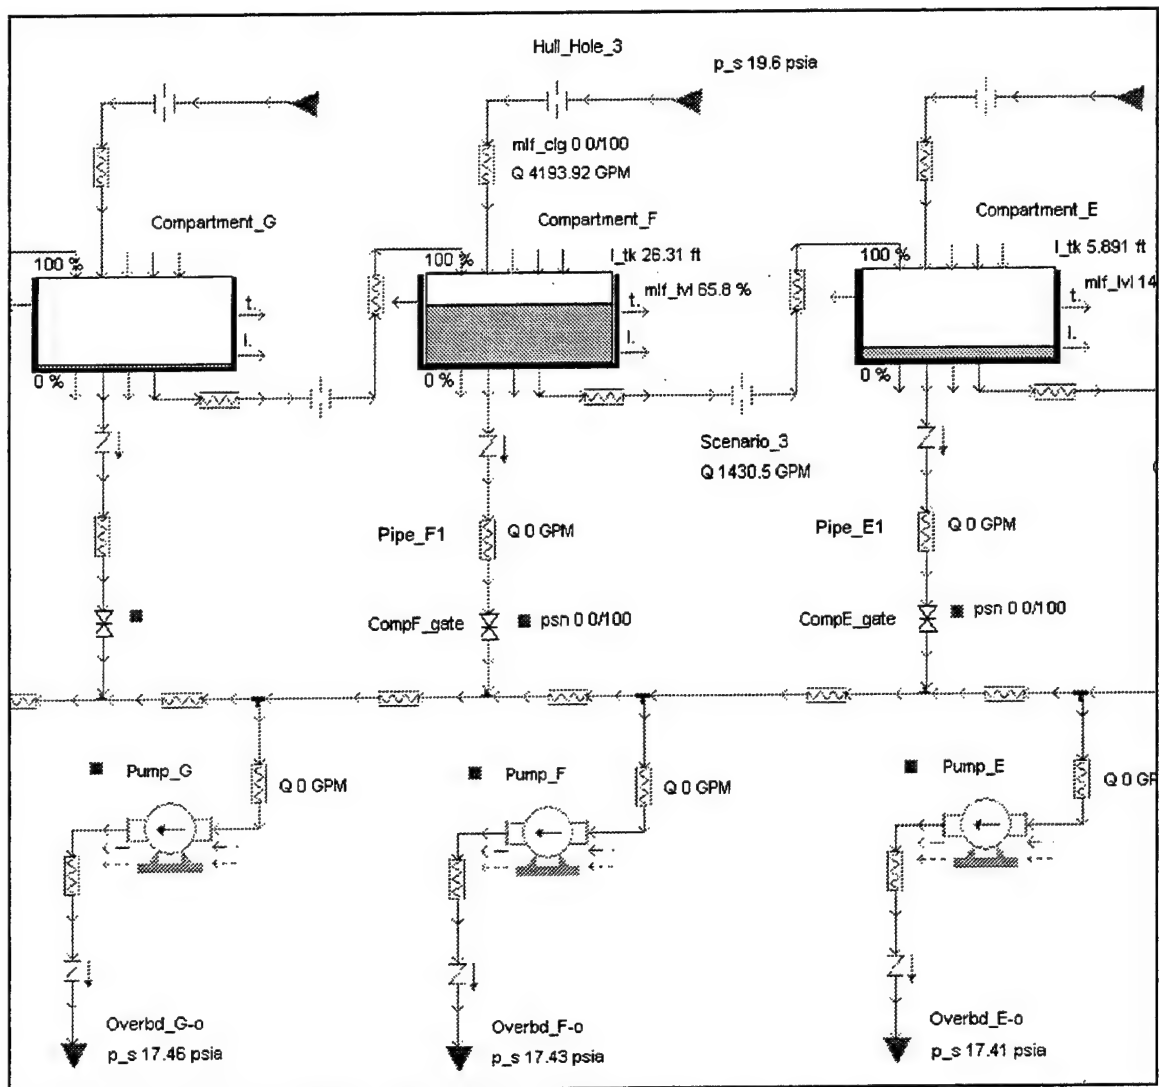 Hull_Hole_3
p_s 19.6 psia
mlf_clg 0 0/100
Q 4193.92 GPM
Compartment_G
Compartment_F
Compartment_E
100 %
100 %
l_tk 26.31 ft
100 %
l_tk 5.891 ft
mlf_lvl 65.8 %
mlf_lvl 14
t.
t.
t.
l.
l.
l.
0 %
0 %
0 %
Scenario_3
Q 1430.5 GPM
Pipe_F1
Q 0 GPM
Pipe_E1
Q 0 GPM
CompF_gate
psn 0 0/100
CompE_gate
psn 0 0/100
Pump_G
Q 0 GPM
Pump_F
Q 0 GPM
Pump_E
Q 0 GP
Overbd_G-o
p_s 17.46 psia
Overbd_F-o
p_s 17.43 psia
Overbd_E-o
p_s 17.41 psia